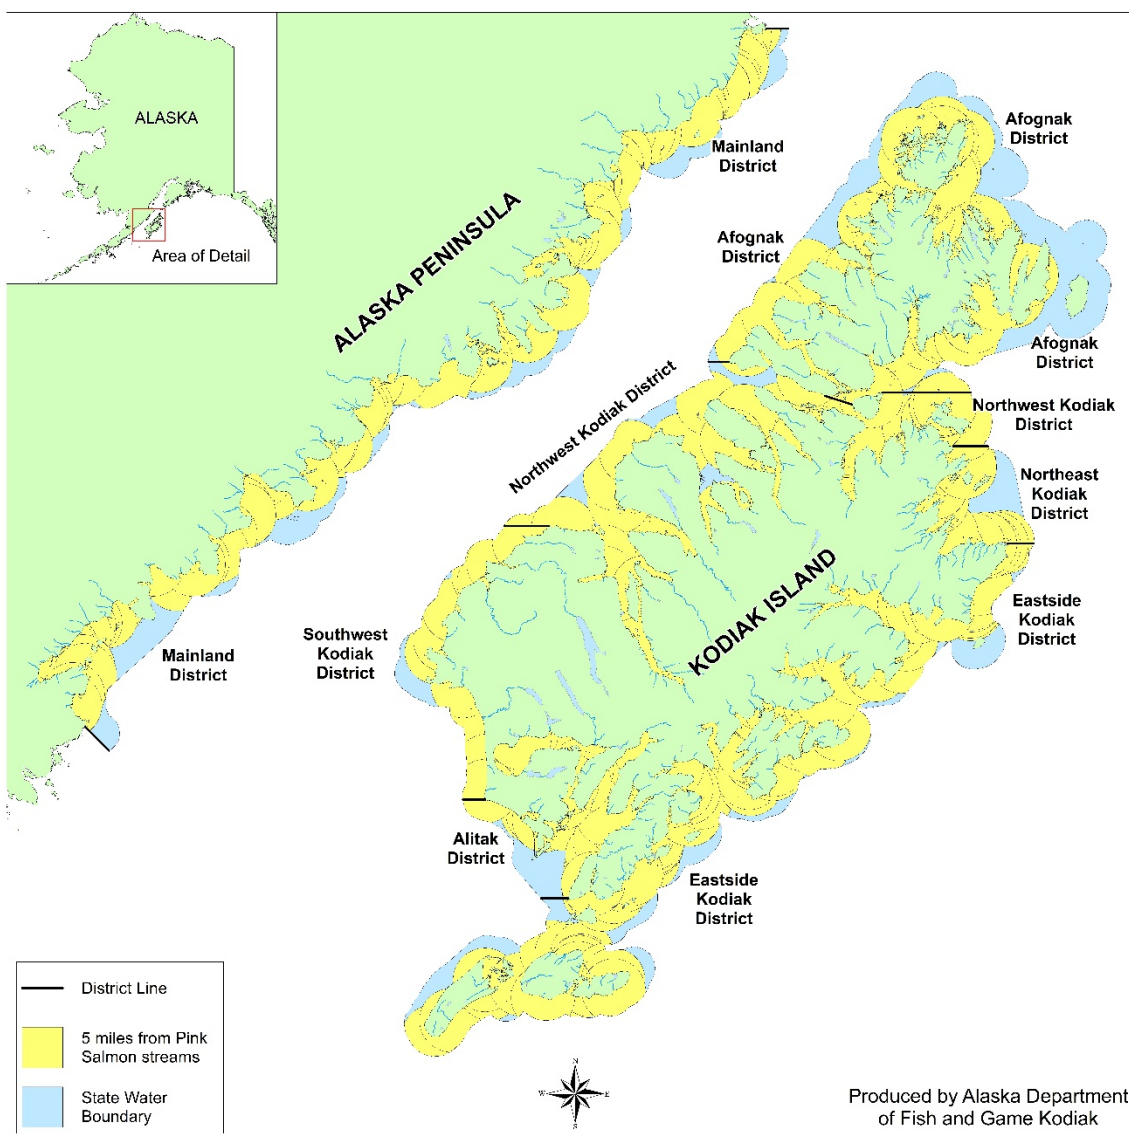 ALASKA
Area of Detail
ALASKA PENINSULA
Mainland
District
Afognak
District
Afognak
District
Afognak
District
Northwest Kodiak District
Northwest Kodiak
District
Northeast
Kodiak
District
KODIAK ISLAND
Eastside
Kodiak
District
Southwest
Kodiak
District
Mainland
District
Alitak
District
Eastside
Kodiak
District
District Line
5 miles from Pink
Salmon streams
State Water
Boundary
N
W
E
S
Produced by Alaska Department
of Fish and Game Kodiak